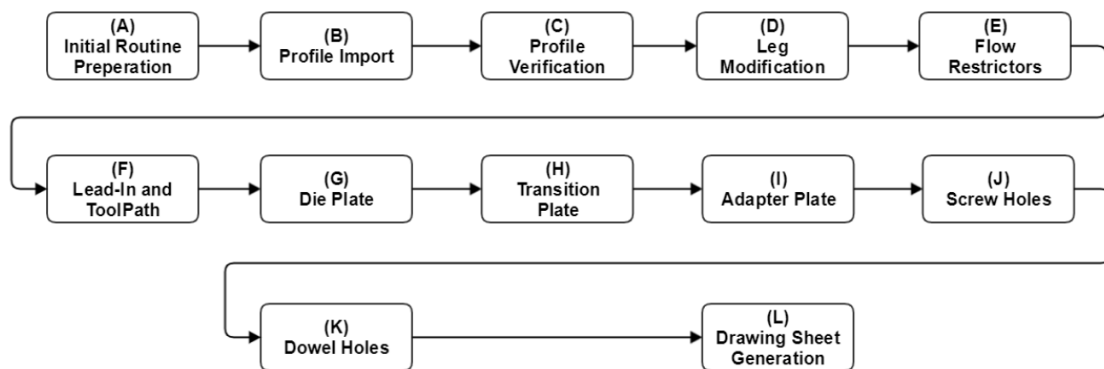 (A)
Initial Routine
Preperation
(B)
Profile Import
(C)
Profile
Verification
(D)
Leg
Modification
(E)
Flow
Restrictors
(F)
Lead-In and
ToolPath
(G)
Die Plate
(H)
Transition
Plate
(I)
Adapter Plate
(J)
Screw Holes
(K)
Dowel Holes
(L)
Drawing Sheet
Generation